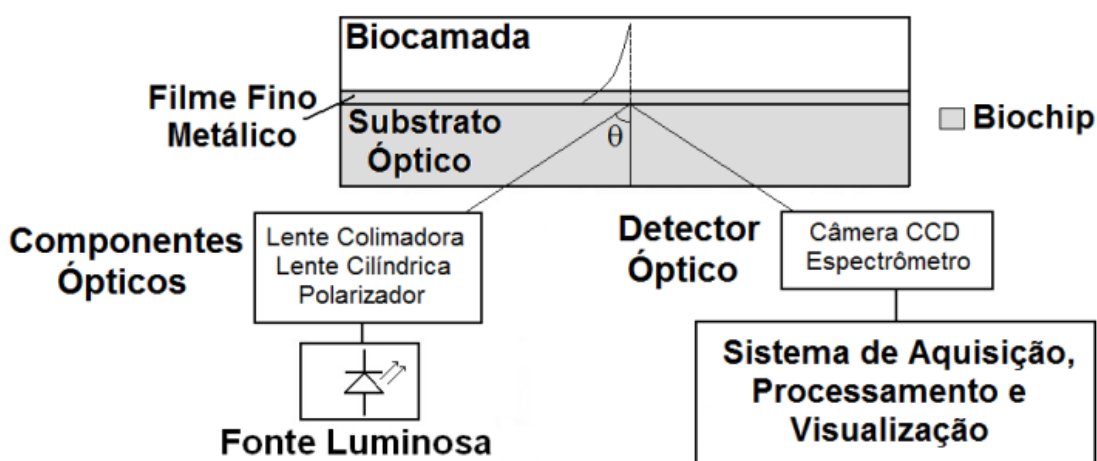 Biocamada
Filme Fino
Metálico
Substrato
Óptico
θ
Biochip
Componentes
Ópticos
Lente Colimadora
Lente Cilíndrica
Polarizador
Fonte Luminosa
Detector
Óptico
Câmera CCD
Espectrômetro
Sistema de Aquisição,
Processamento e
Visualização